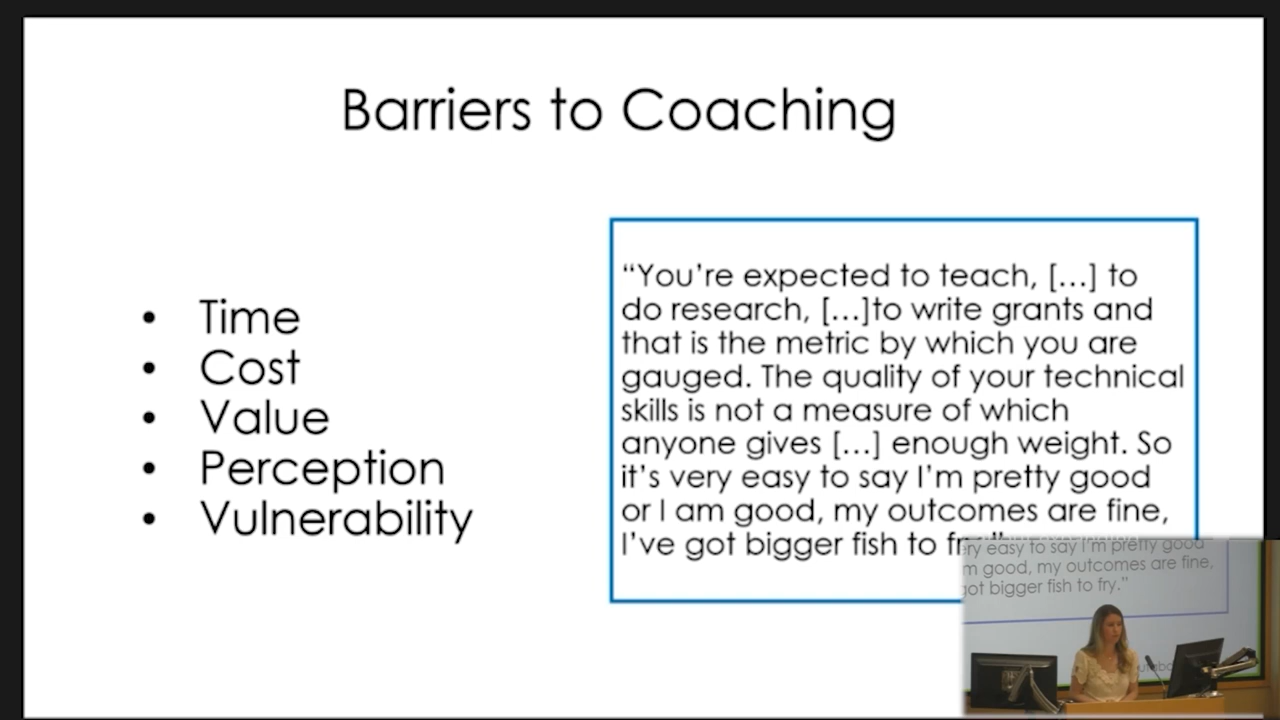 Barriers to Coaching
• Time
• Cost
• Value
• Perception
• Vulnerability
“You’re expected to teach, […] to
do research, […]to write grants and
that is the metric by which you are
gauged. The quality of your technical
skills is not a measure of which
anyone gives […] enough weight. So
it’s very easy to say I’m pretty good
or I am good, my outcomes are fine,
I’ve got bigger fish to
easy to say I’m pretty good
m good, my outcomes are fine,
got bigger fish to fry.”